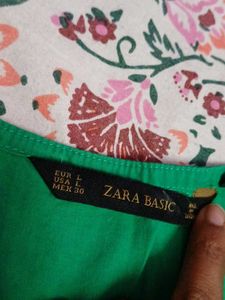 EUR L
USA L
MEX 30
ZARA BASIC